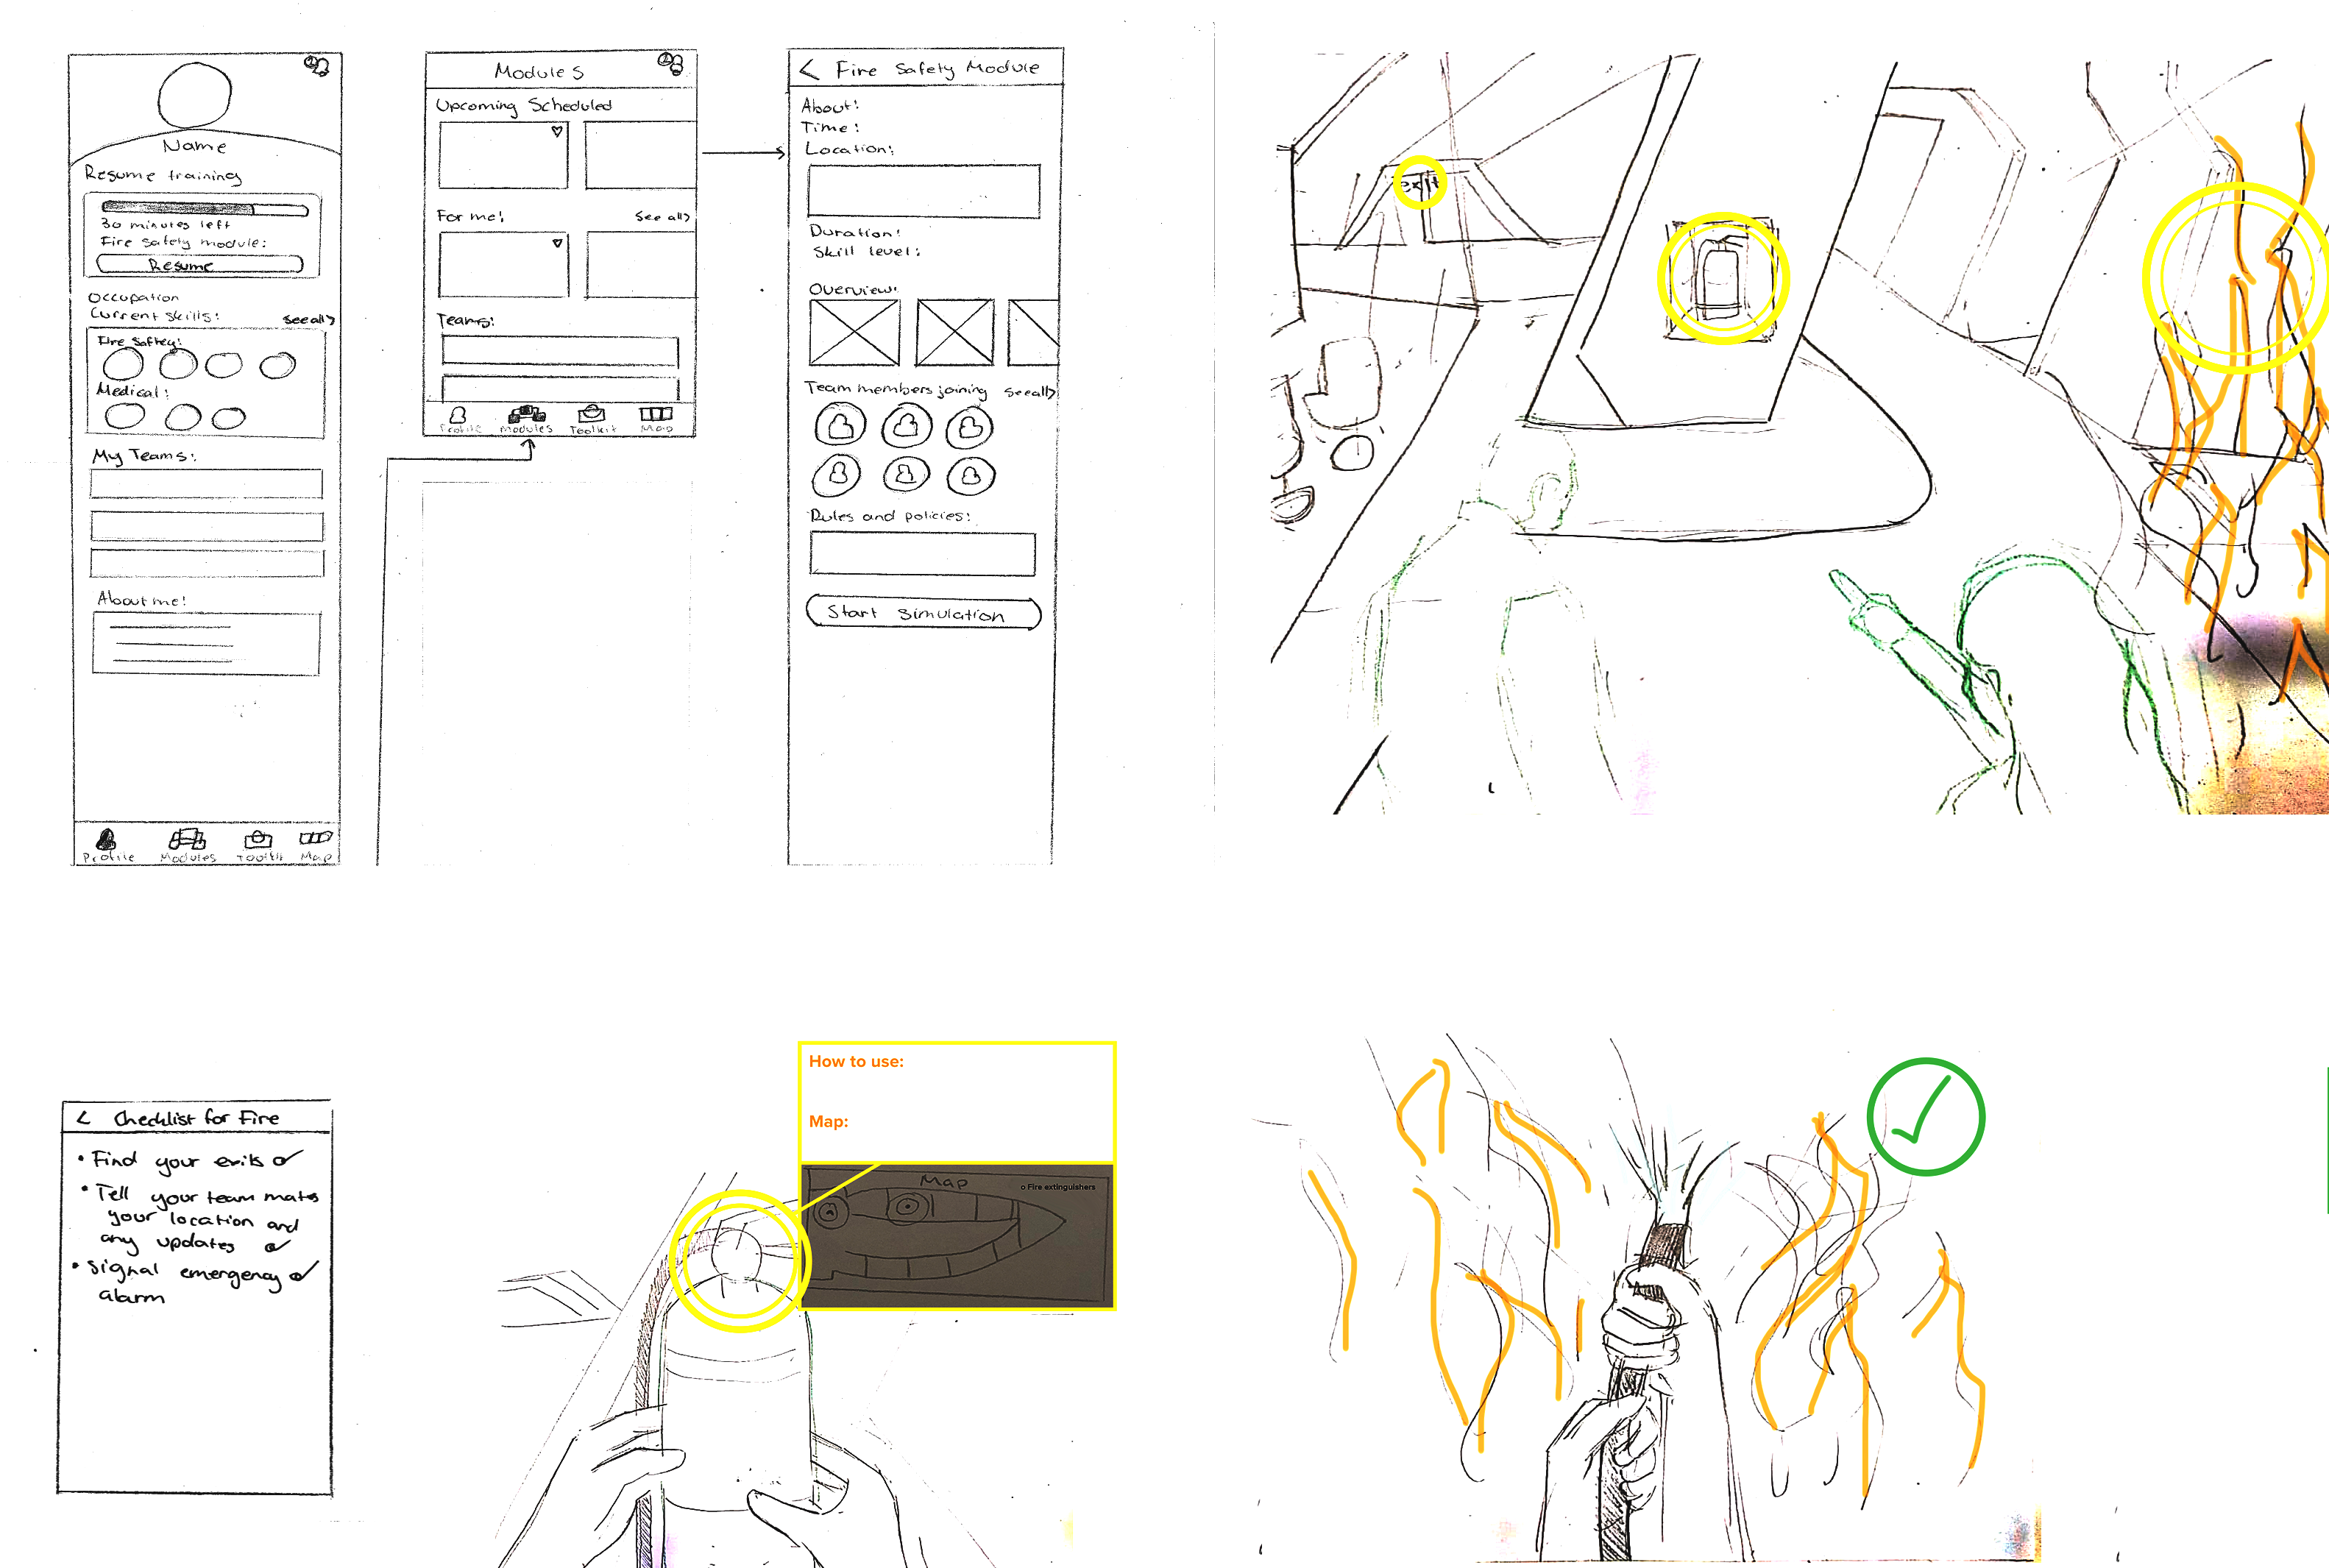 Name
Resume training
30 minutes left
Fire Safety module:
Resume
Occupation
Current skills:
See all>
Fire Saftey:
Medical:
My Teams:
About me!
Profile
Modules
Map
Modules
Upcoming Scheduled
For me!
See all>
Teams:
Profile
Modules
Toolkit
Map
< Fire Safety Module
About:
Time:
Location:
Duration:
Skill level:
Overview:
Team members joining
See all>
Rules and policies:
Start Simulation
exit
< Checklist for Fire
• Find your exits
• Tell your team mates
your location and
any updates
• Signal emergency
alarm
How to use:
Map:
Map
o Fire extinguishers